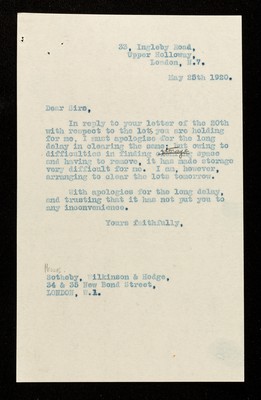 33, Ingleby Road,
Upper Holloway,
London, N.7.
May 25th 1920.
Dear Sirs,
In reply to your letter of the 20th
with respect to the lots you are holding
for me. I must apologise for the long
delay in clearing the same, but owing to
difficulties in finding storage space
and having to remove, it has made storage
very difficult for me. I am, however,
arranging to clear the lots tomorrow.
With apologies for the long delay,
and trusting that it has not put you to
any inconvenience.
Yours faithfully,
Messrs.
Sotheby, Wilkinson & Hodge,
34 & 35 New Bond Street,
LONDON, W.1.